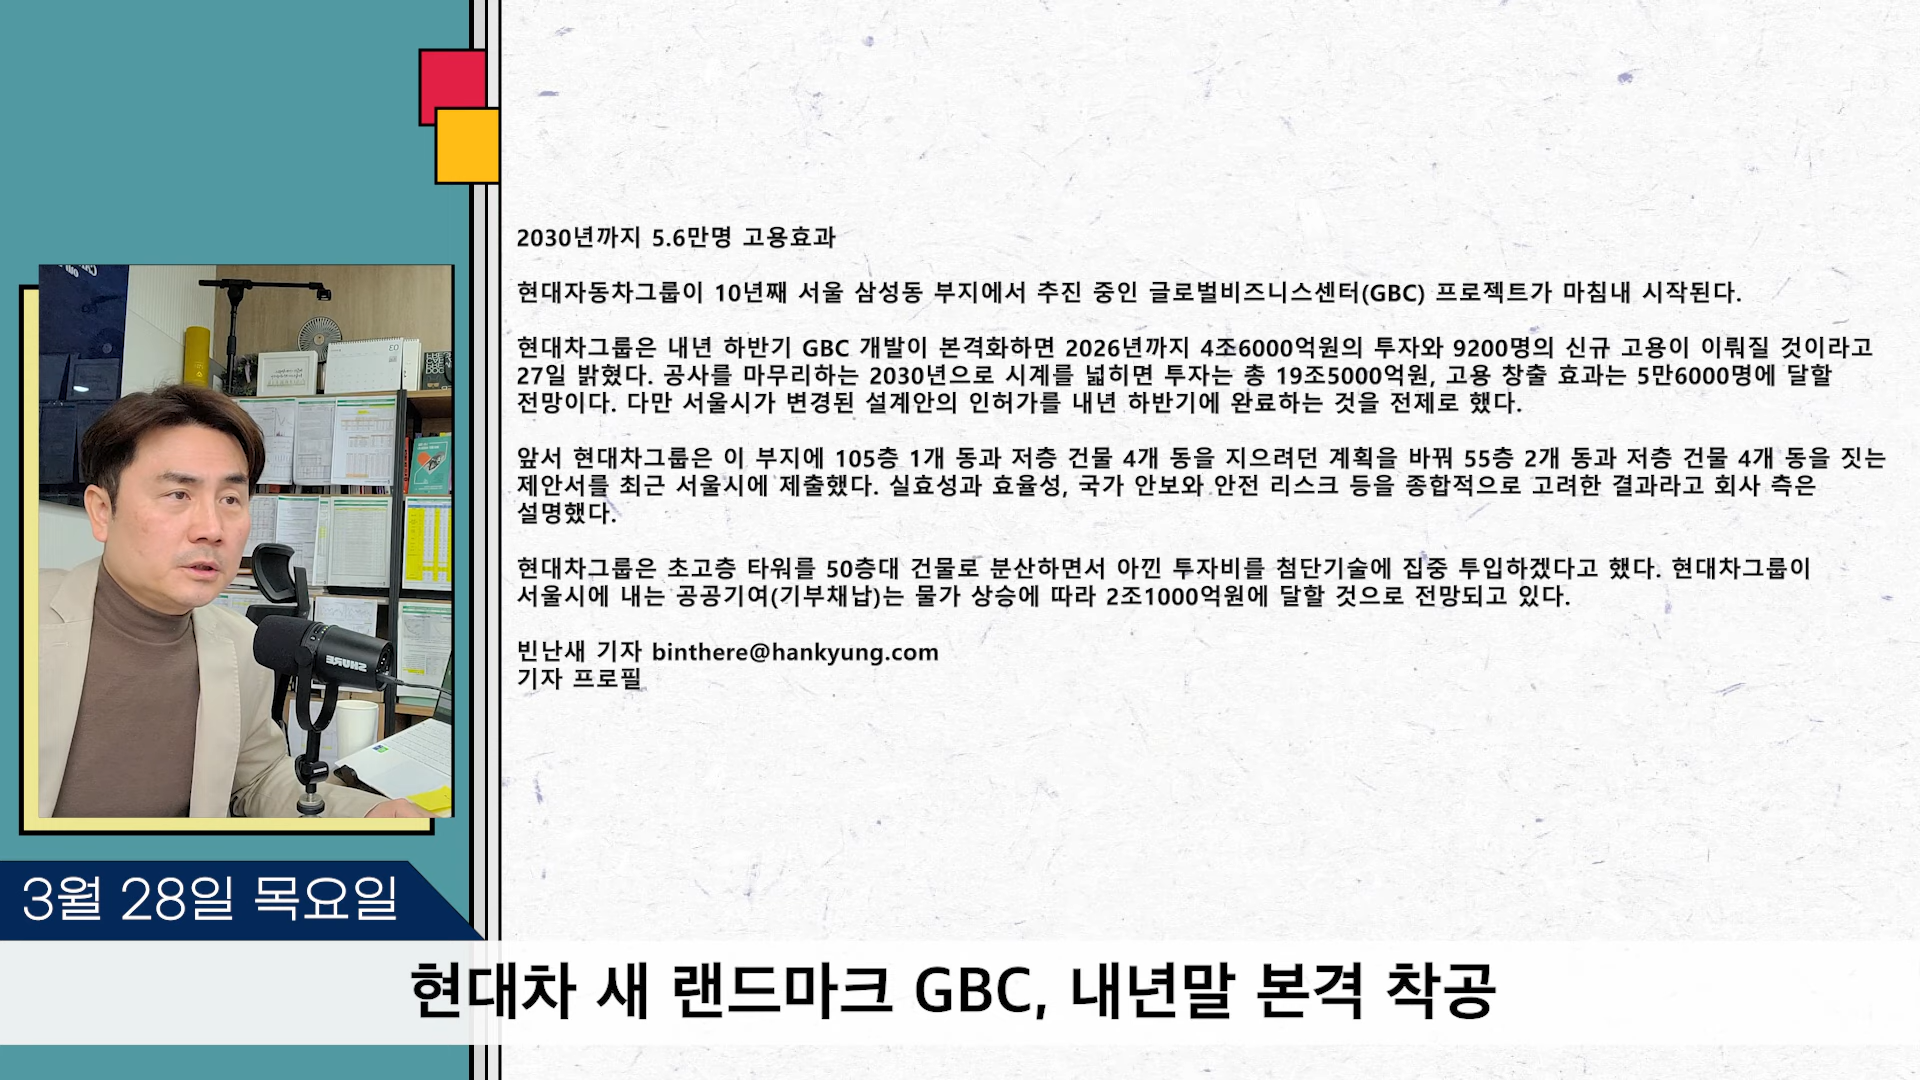 2030년까지 5.6만명 고용효과
현대자동차그룹이 10년째 서울 삼성동 부지에서 추진 중인 글로벌비즈니스센터(GBC) 프로젝트가 마침내 시작된다.
현대차그룹은 내년 하반기 GBC 개발이 본격화하면 2026년까지 4조6000억원의 투자와 9200명의 신규 고용이 이뤄질 것이라고
27일 밝혔다. 공사를 마무리하는 2030년으로 시계를 넓히면 투자는 총 19조5000억원, 고용 창출 효과는 5만6000명에 달할
전망이다. 다만 서울시가 변경된 설계안의 인허가를 내년 하반기에 완료하는 것을 전제로 했다.
앞서 현대차그룹은 이 부지에 105층 1개 동과 저층 건물 4개 동을 지으려던 계획을 바꿔 55층 2개 동과 저층 건물 4개 동을 짓는
제안서를 최근 서울시에 제출했다. 실효성과 효율성, 국가 안보와 안전 리스크 등을 종합적으로 고려한 결과라고 회사 측은
설명했다.
현대차그룹은 초고층 타워를 50층대 건물로 분산하면서 아낀 투자비를 첨단기술에 집중 투입하겠다고 했다. 현대차그룹이
서울시에 내는 공공기여(기부채납)는 물가 상승에 따라 2조1000억원에 달할 것으로 전망되고 있다.
빈난새 기자 binthere@hankyung.com
기자 프로필
SHURE
3월 28일 목요일
현대차 새 랜드마크 GBC, 내년말 본격 착공